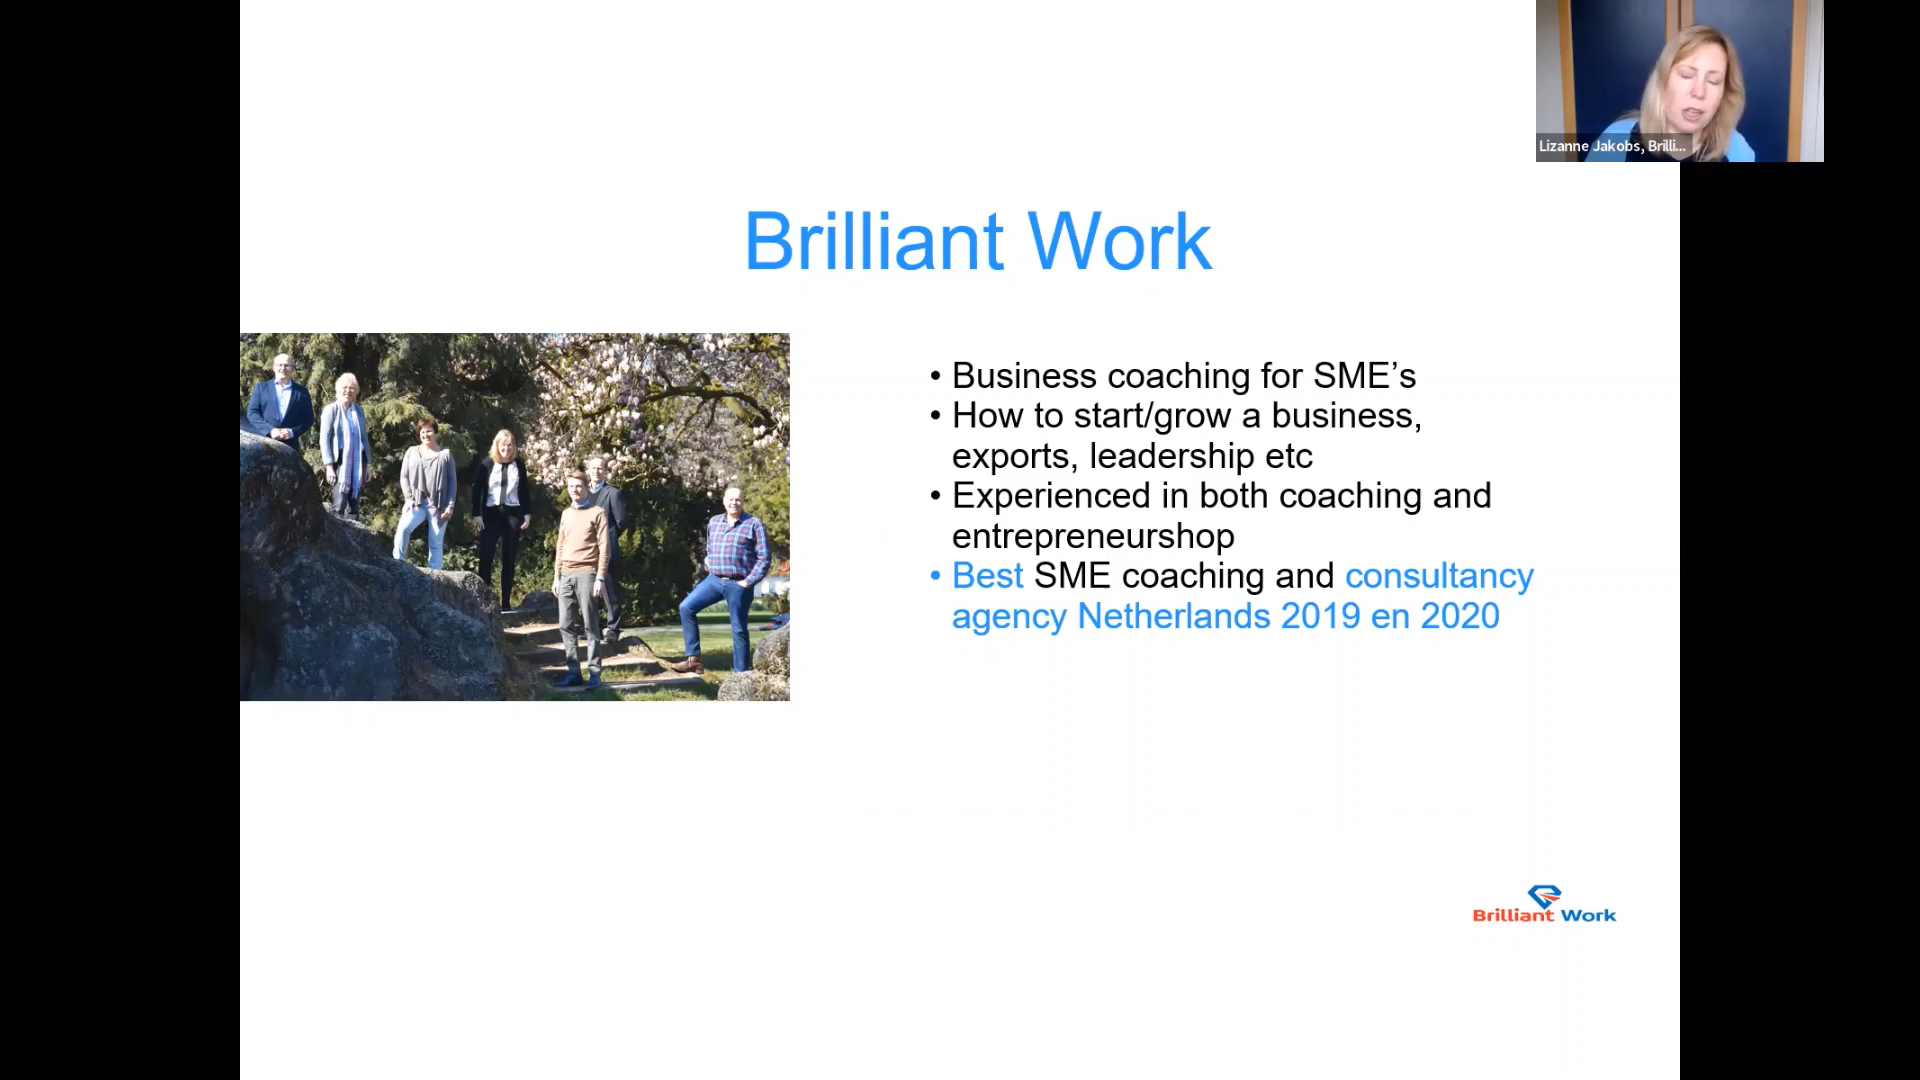 Lizanne Jakobs, Brilli...
Brilliant Work
• Business coaching for SME’s
• How to start/grow a business,
exports, leadership etc
• Experienced in both coaching and
entrepreneurshop
• Best SME coaching and consultancy
agency Netherlands 2019 en 2020
Brilliant Work